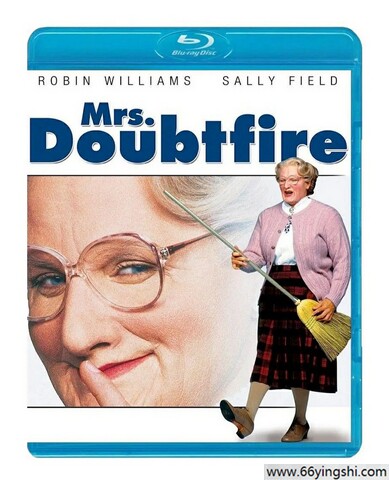 Blu-ray Disc
ROBIN WILLIAMS SALLY FIELD
Mrs.
Doubtfire
www.66yingshi.com